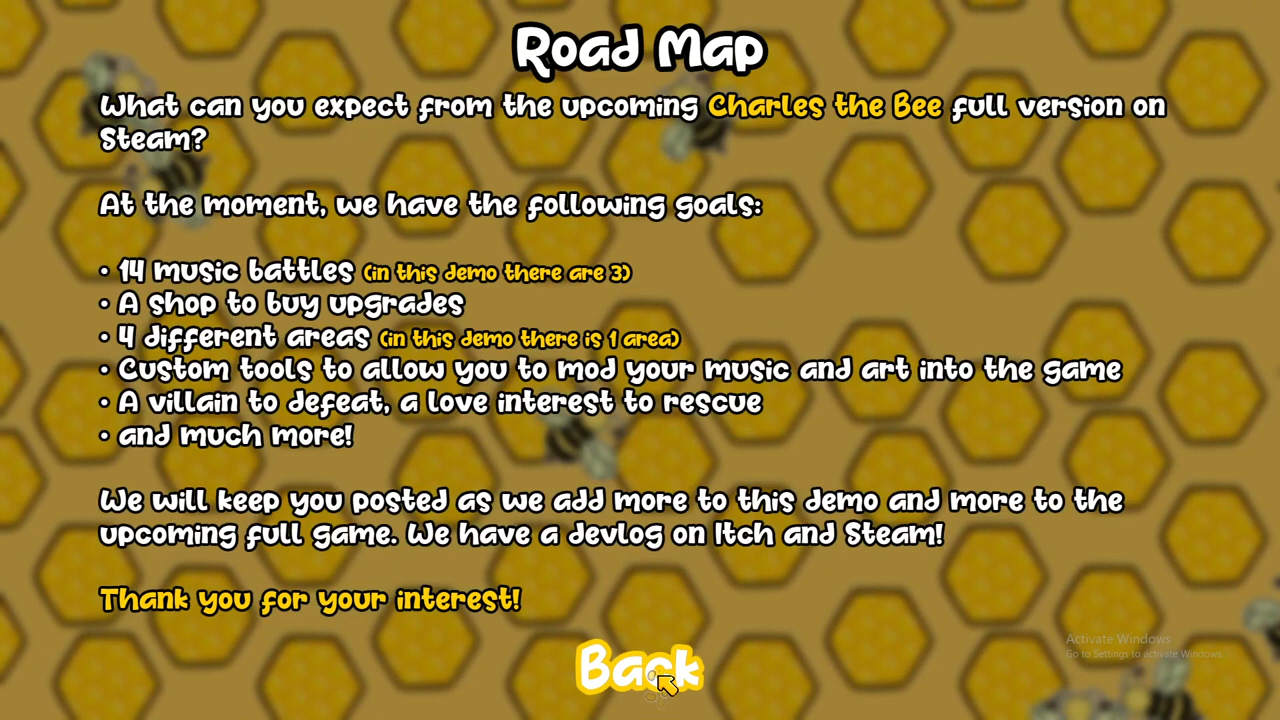 Road Map
What can you expect from the upcoming Charles the Bee full version on
Steam?
At the moment, we have the following goals:
• 14 music battles (in this demo there are 3)
• A shop to buy upgrades
• 4 different areas (in this demo there is 1 area)
• Custom tools to allow you to mod your music and art into the game
• A villain to defeat, a love interest to rescue
• and much more!
We will keep you posted as we add more to this demo and more to the
upcoming full game. We have a devlog on Itch and Steam!
Thank you for your interest!
Activate Windows
Go to Settings to activate Windows.
Back